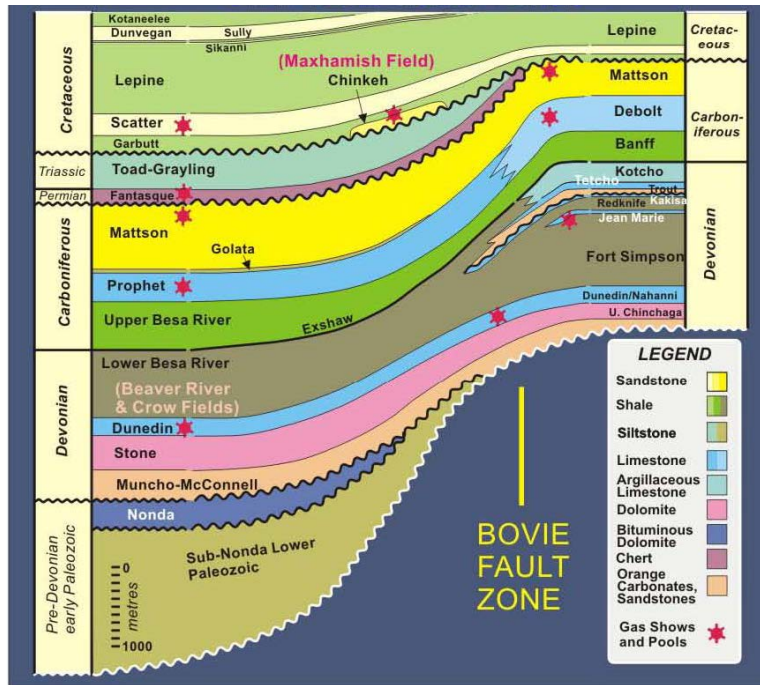 Kotaneelee
Dunvegan
Sully
Sikanni
Lepine
(Maxhamish Field)
Chinkeh
Scatter
Garbutt
Toad-Grayling
Fantasque
Mattson
Golata
Prophet
Upper Besa River
Exshaw
Lower Besa River
(Beaver River
& Crow Fields)
Dunedin
Stone
Muncho-McConnell
Nonda
Sub-Nonda Lower
Paleozoic
0
metres
1000
Cretaceous
Triassic
Permian
Carboniferous
Devonian
Pre-Devonian
early Paleozoic
Lepine
Mattson
Debolt
Banff
Kotcho
Tetcho
Trout
Redknife
Kakisa
Jean Marie
Fort Simpson
Dunedin/Nahanni
U. Chinchaga
Cretac-
eous
Carbon-
iferous
Devonian
BOVIE
FAULT
ZONE
LEGEND
Sandstone
Shale
Siltstone
Limestone
Argillaceous
Limestone
Dolomite
Bituminous
Dolomite
Chert
Orange
Carbonates,
Sandstones
Gas Shows
and Pools